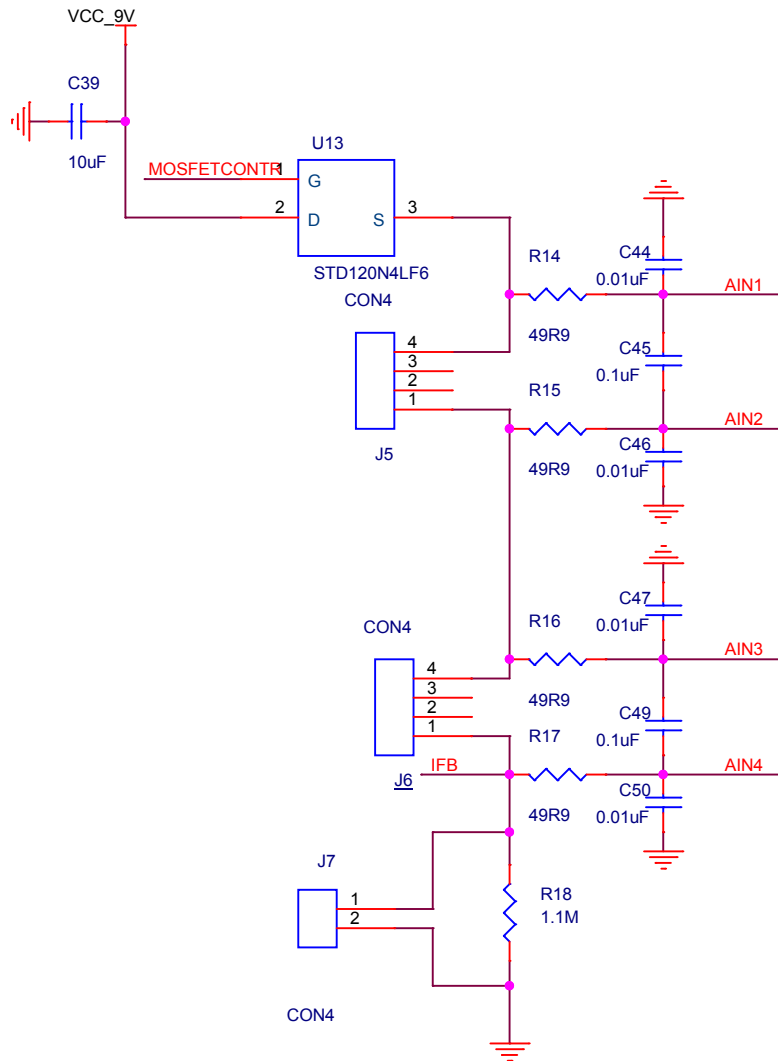 VCC_9V
C39
10uF
U13
MOSFETCONTR
1
G
2
D
S
3
STD120N4LF6
CON4
4
3
2
1
J5
R14
49R9
C44
0.01uF
AIN1
C45
0.1uF
R15
49R9
AIN2
C46
0.01uF
CON4
4
3
2
1
J6
R16
49R9
C47
0.01uF
AIN3
C49
0.1uF
R17
49R9
IFB
AIN4
C50
0.01uF
J7
1
2
CON4
R18
1.1M